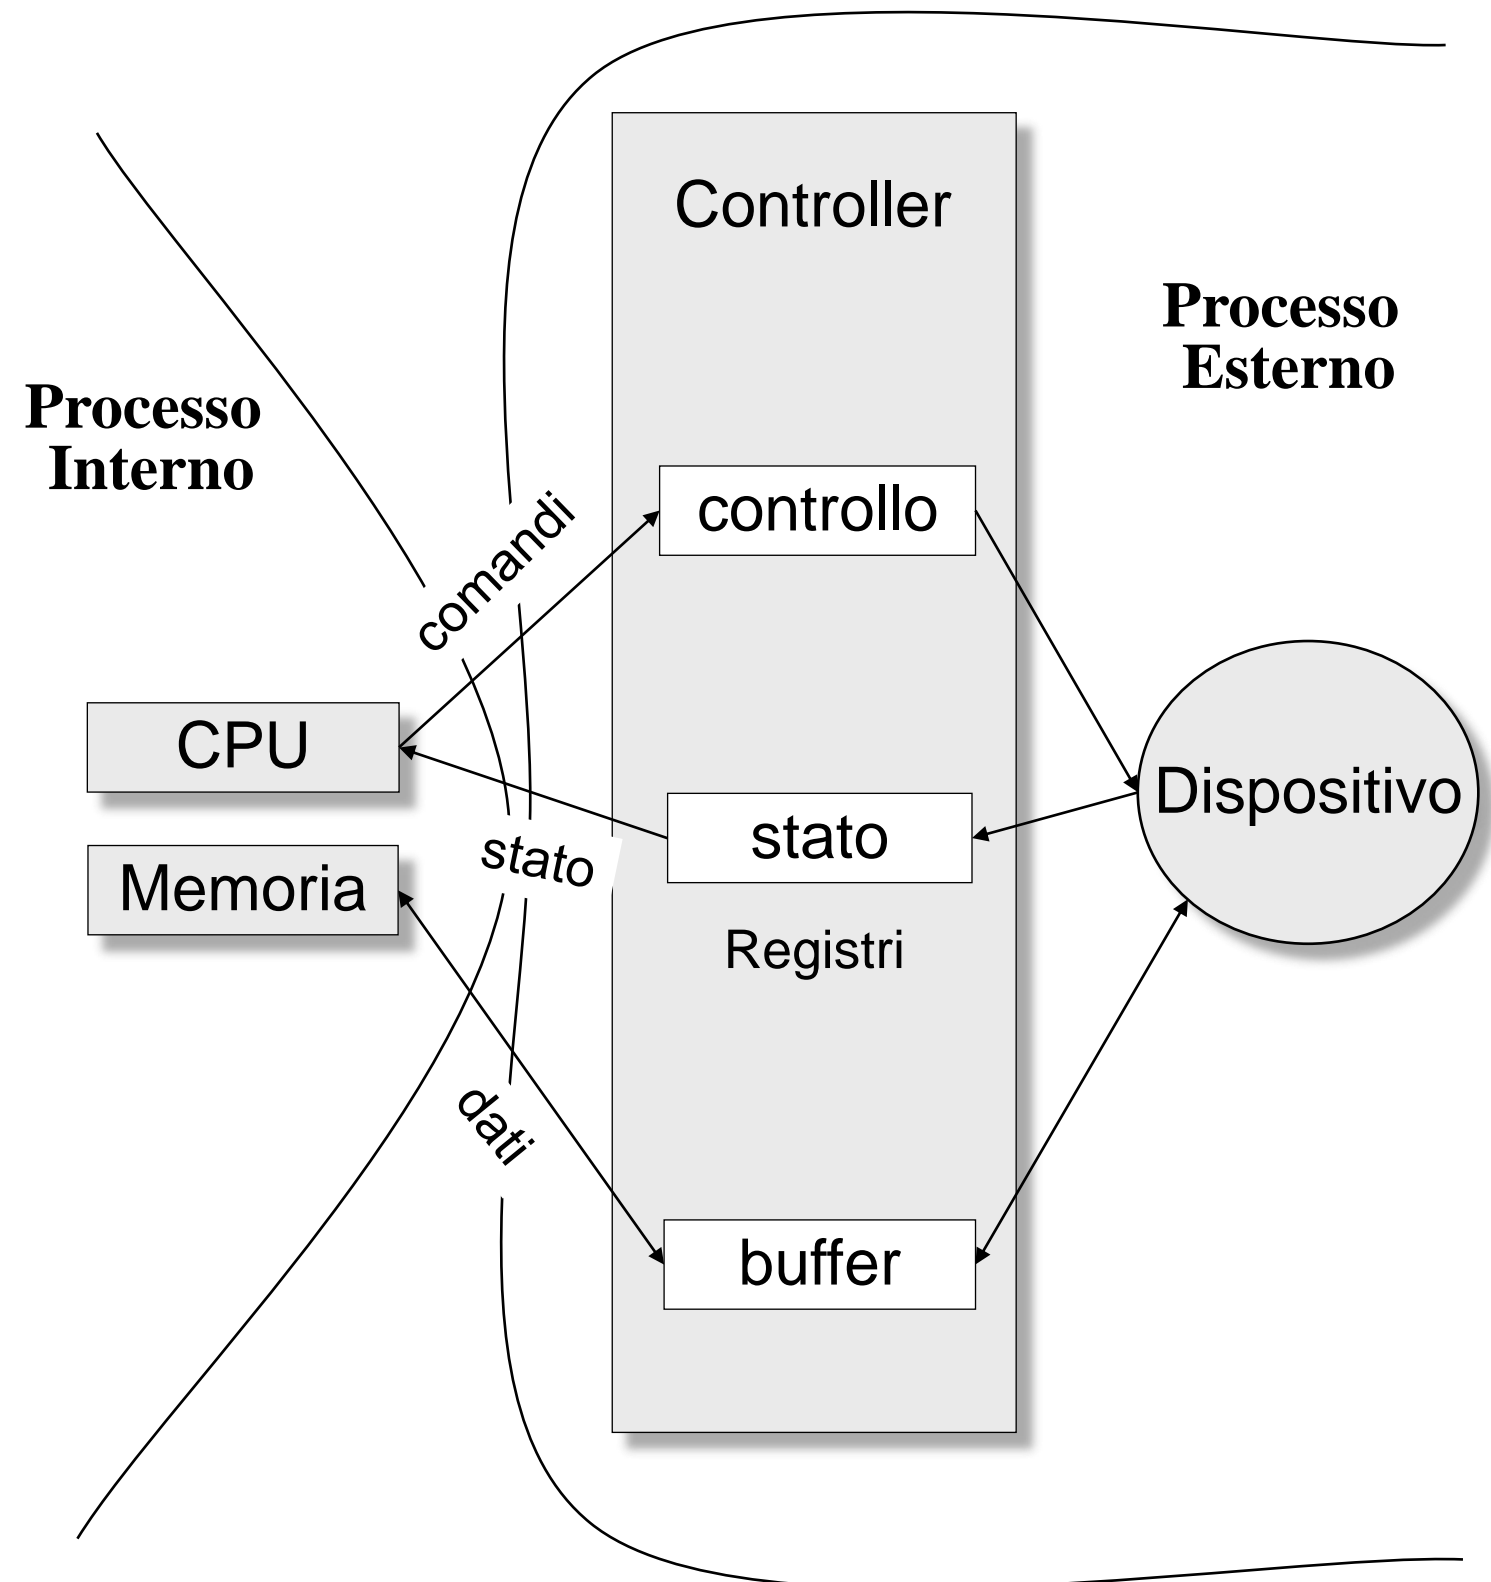 Controller
Processo
Esterno
Processo
Interno
comandi
controllo
CPU
Dispositivo
stato
stato
Memoria
Registri
dati
buffer